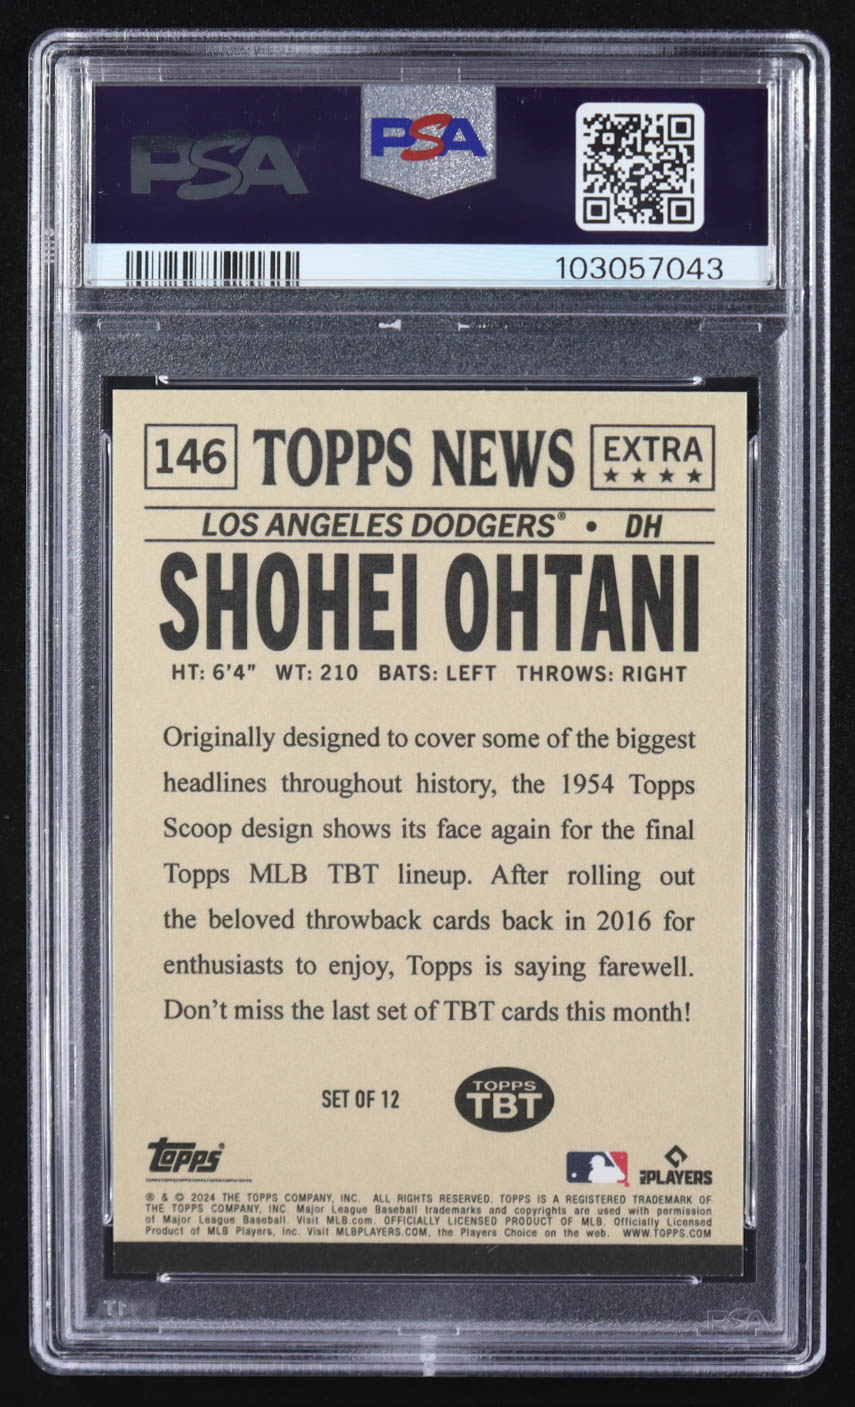 PSA
PSA
103057043
146 TOPPS NEWS EXTRA
★ ★ ★ ★
LOS ANGELES DODGERS® • DH
SHOHEI OHTANI
HT: 6'4" WT: 210 BATS: LEFT THROWS: RIGHT
Originally designed to cover some of the biggest
headlines throughout history, the 1954 Topps
Scoop design shows its face again for the final
Topps MLB TBT lineup. After rolling out
the beloved throwback cards back in 2016 for
enthusiasts to enjoy, Topps is saying farewell.
Don't miss the last set of TBT cards this month!
SET OF 12
TOPPS
TBT
Topps®
PLAYERS
® & © 2024 THE TOPPS COMPANY, INC. ALL RIGHTS RESERVED. TOPPS IS A REGISTERED TRADEMARK OF
THE TOPPS COMPANY, INC. Major League Baseball trademarks and copyrights are used with permission
of Major League Baseball. Visit MLB.com. OFFICIALLY LICENSED PRODUCT OF MLB. Officially Licensed
Product of MLB Players, Inc. Visit MLBPLAYERS.COM, the Players Choice on the web. WWW.TOPPS.COM
PSA